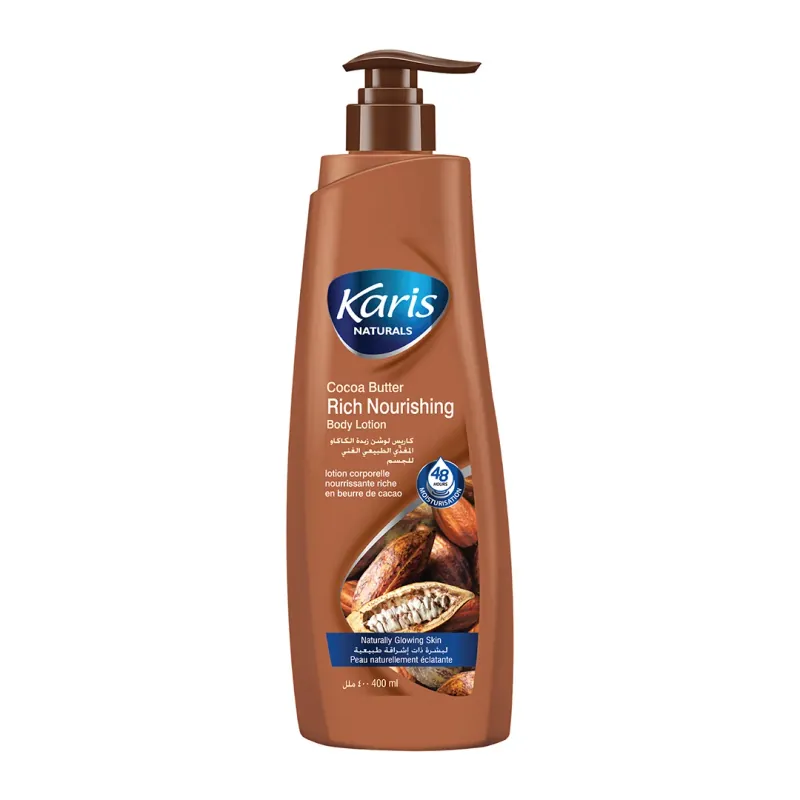 Karis
NATURALS
Cocoa Butter
Rich Nourishing
Body Lotion
كاريس لوشن زبدة الكاكاو
المغذّي الطبيعي الغني
للجسم
lotion corporelle
nourrissante riche
en beurre de cacao
48
HOURS
MOISTURISATION
Naturally Glowing Skin
لبشرة ذات إشراقة طبيعية
Peau naturellement éclatante
٤٠٠ ملل 400 ml